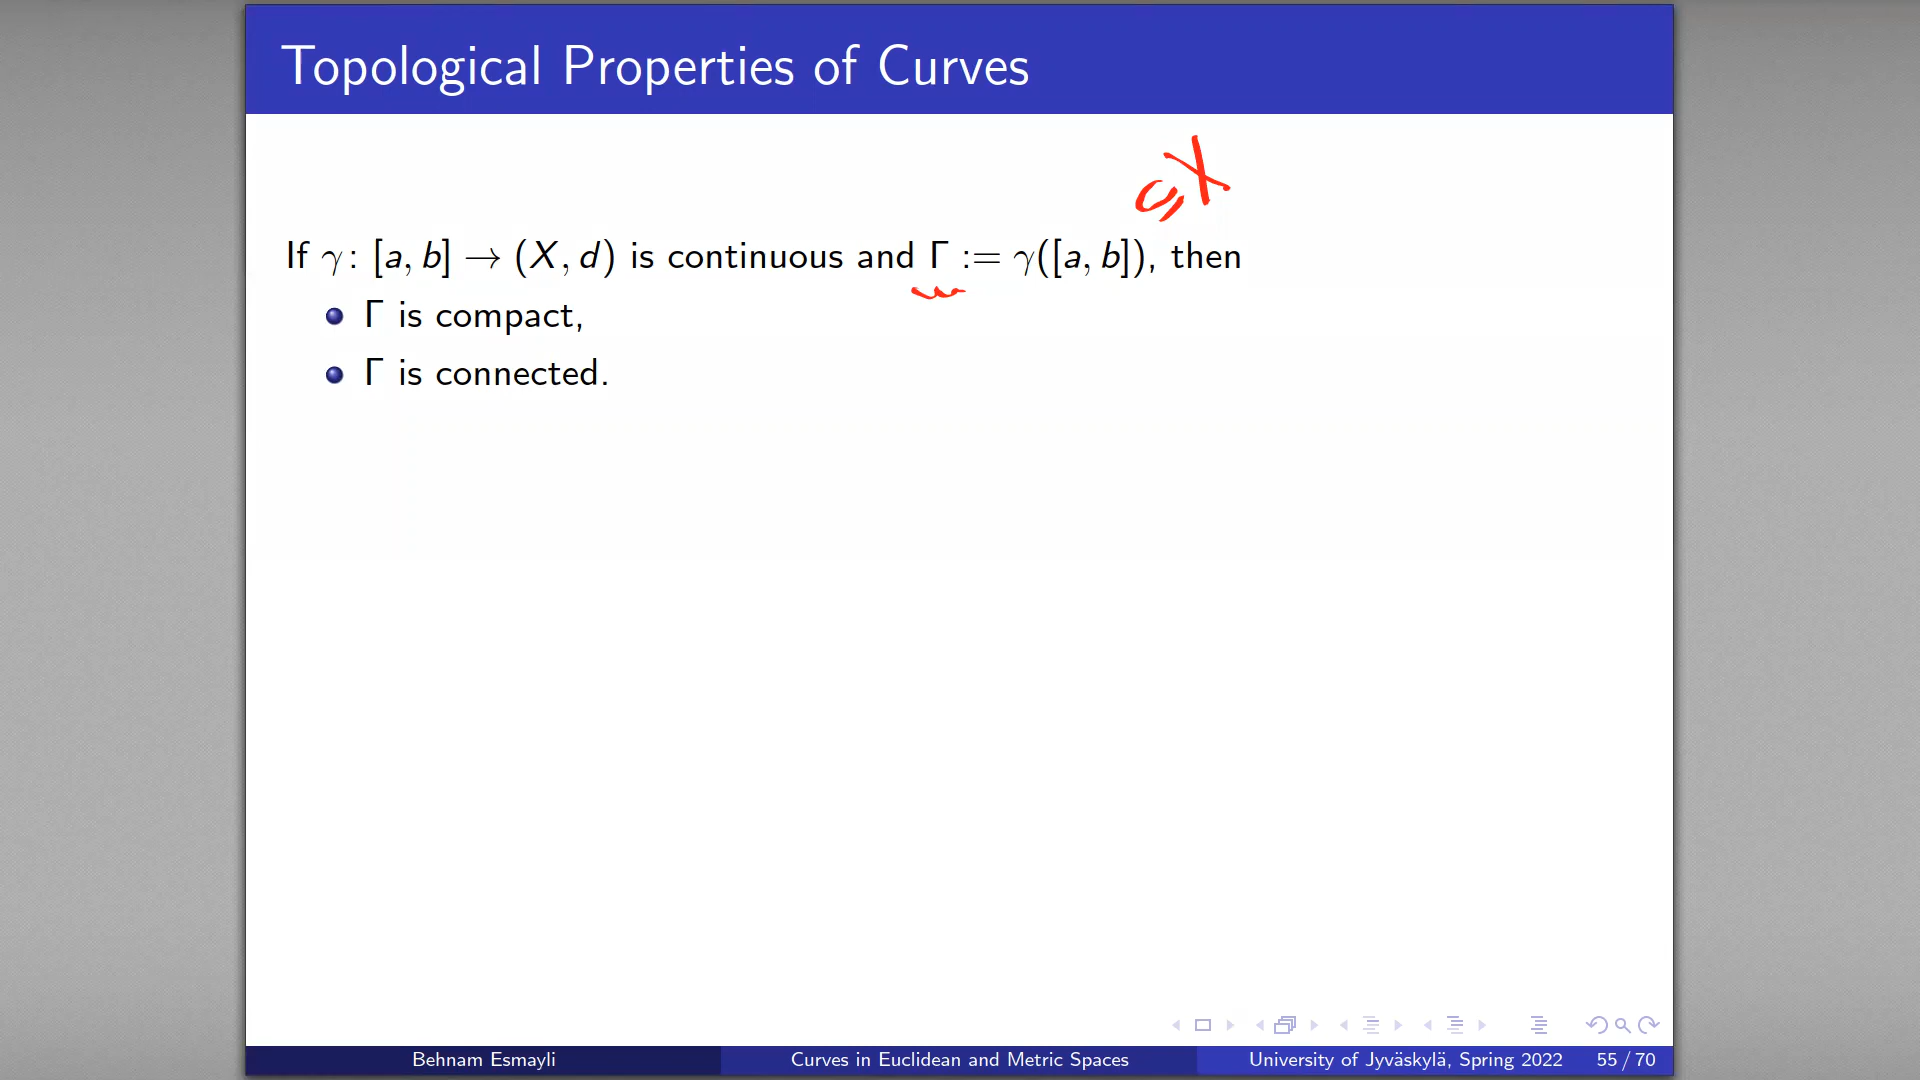 Topological Properties of Curves
⊆ X
If γ : [a, b] → (X, d) is continuous and Γ := γ([a, b]), then
Γ is compact,
Γ is connected.
Behnam Esmayli
Curves in Euclidean and Metric Spaces
University of Jyväskylä, Spring 2022 55 / 70